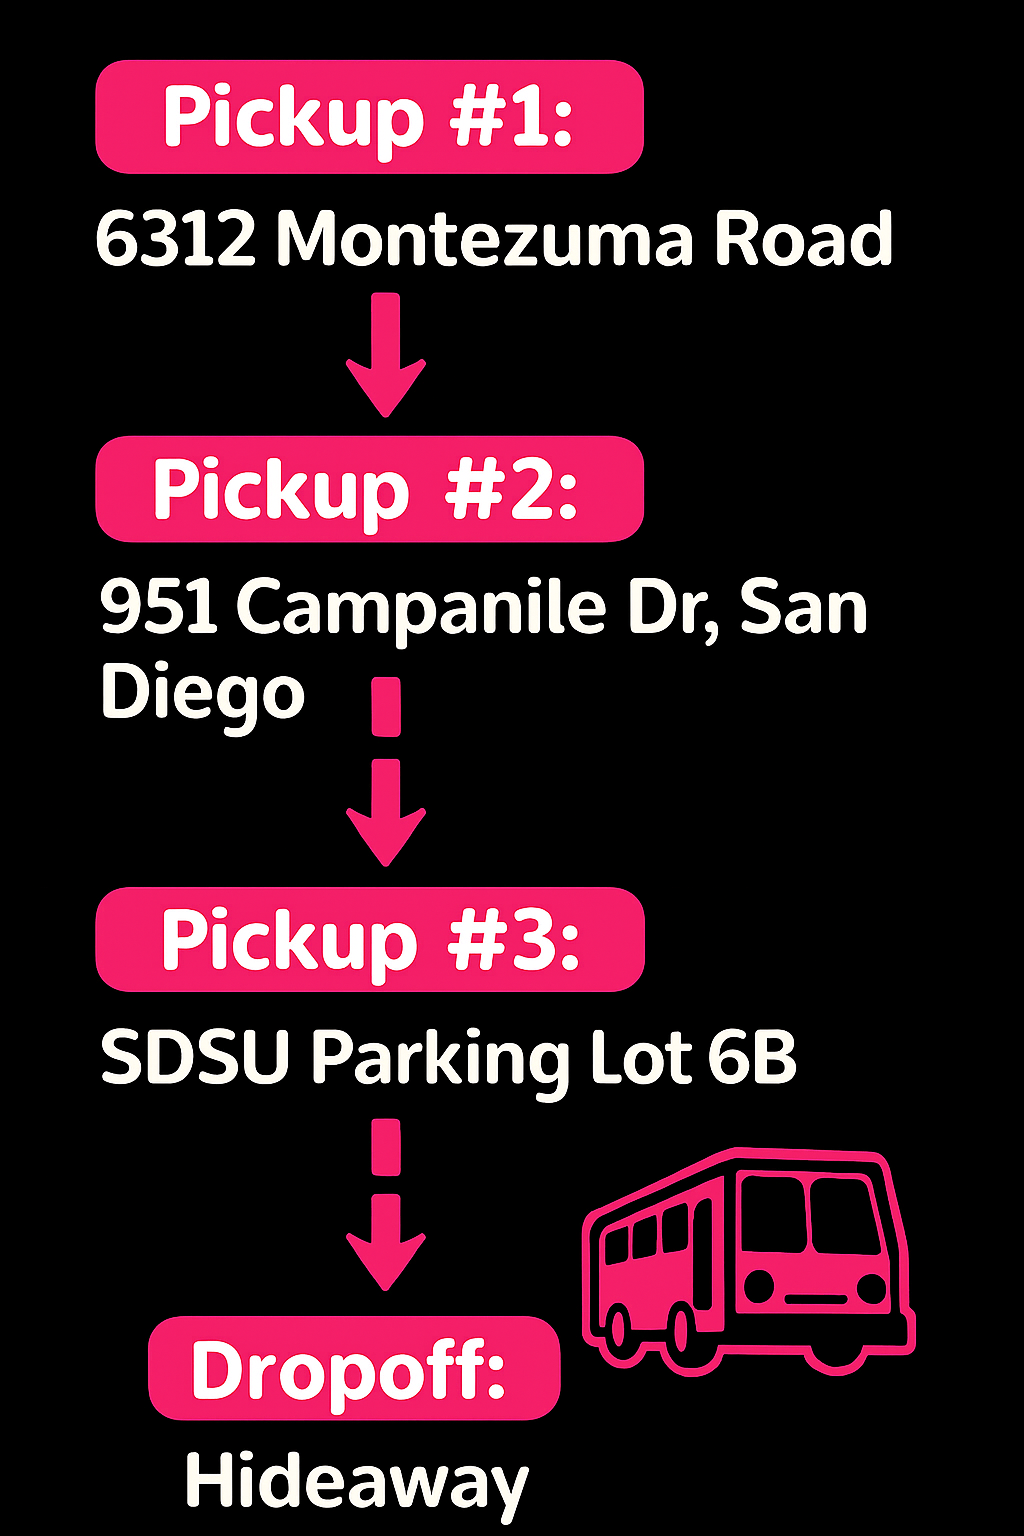 Pickup #1:
6312 Montezuma Road
Pickup #2:
951 Campanile Dr, San
Diego
Pickup #3:
SDSU Parking Lot 6B
Dropoff:
Hideaway